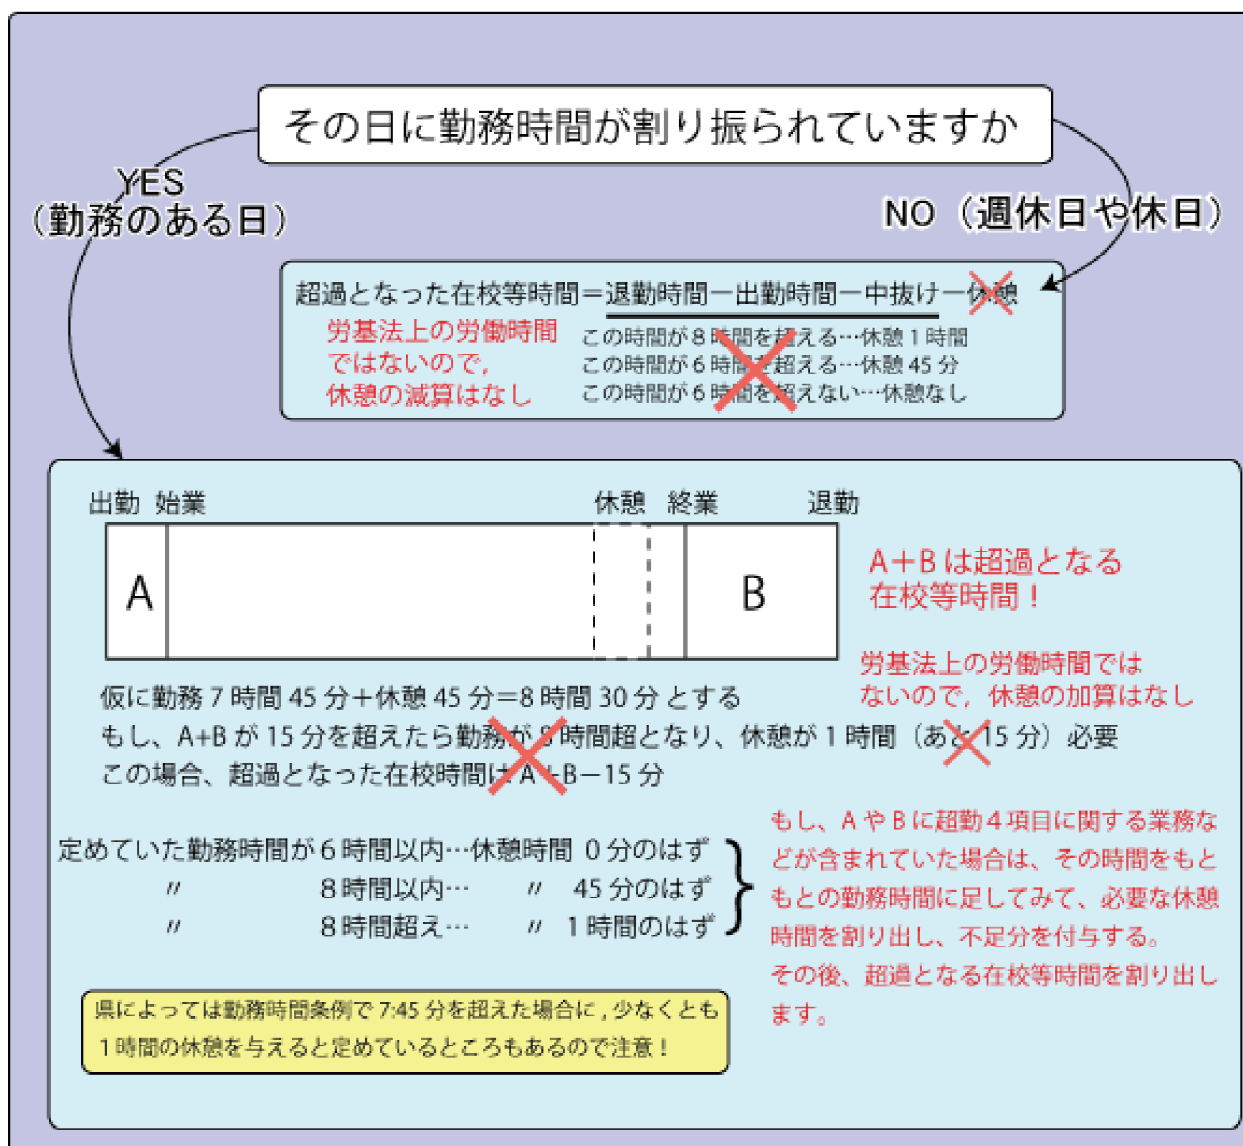 その日に勤務時間が割り振られていますか
YES
（勤務のある日）
NO（週休日や休日）
超過となった在校等時間＝退勤時間－出勤時間－中抜け－休憩
労基法上の労働時間
ではないので，
休憩の減算はなし
この時間が8時間を超える…休憩1時間
この時間が6時間を超える…休憩45分
この時間が6時間を超えない…休憩なし
出勤 始業 休憩 終業 退勤
A
B
A＋Bは超過となる
在校等時間！
労基法上の労働時間では
ないので，休憩の加算はなし
仮に勤務7時間45分＋休憩45分＝8時間30分とする
もし、A+Bが15分を超えたら勤務が8時間超となり、休憩が1時間（あと15分）必要
この場合、超過となった在校時間はA＋B－15分
定めていた勤務時間が6時間以内…休憩時間 0分のはず
〃 8時間以内… 〃 45分のはず
〃 8時間超え… 〃 1時間のはず
もし、AやBに超勤4項目に関する業務な
どが含まれていた場合は、その時間をもと
もとの勤務時間に足してみて、必要な休憩
時間を割り出し、不足分を付与する。
その後、超過となる在校等時間を割り出し
ます。
県によっては勤務時間条例で7:45分を超えた場合に，少なくとも
1時間の休憩を与えると定めているところもあるので注意！